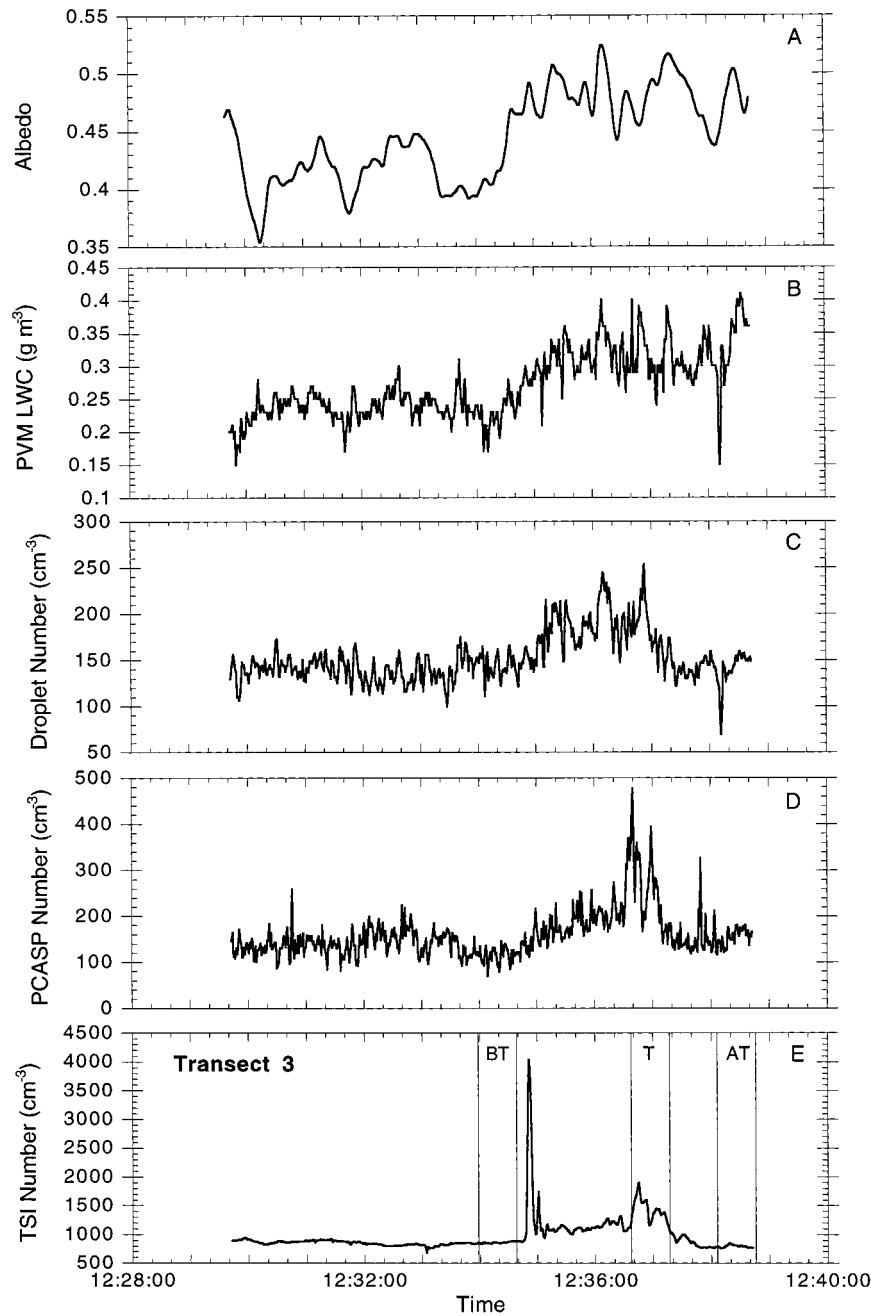 0.55
A
0.5
0.45
0.4
0.35
Albedo
0.45
B
0.4
0.35
0.3
0.25
0.2
0.15
0.1
PVM LWC (g m-3)
300
C
250
200
150
100
50
Droplet Number (cm-3)
500
D
400
300
200
100
0
PCASP Number (cm-3)
4500
BT T AT E
4000
Transect 3
3500
3000
2500
2000
1500
1000
500
TSI Number (cm-3)
12:28:00 12:32:00 12:36:00 12:40:00
Time